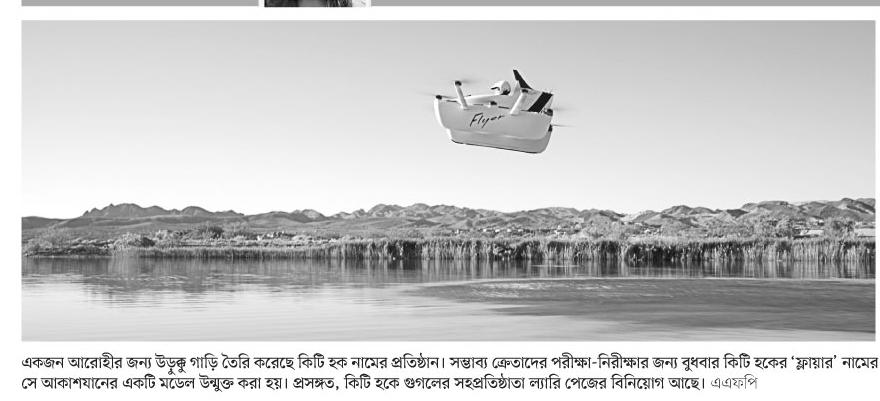 Flyer
একজন আরোহীর জন্য উড়ুক্কু গাড়ি তৈরি করেছে কিটি হক নামের প্রতিষ্ঠান। সম্ভাব্য ক্রেতাদের পরীক্ষা-নিরীক্ষার জন্য বুধবার কিটি হকের ‘ফ্লায়ার’ নামের
সে আকাশযানের একটি মডেল উন্মুক্ত করা হয়। প্রসঙ্গত, কিটি হকে গুগলের সহপ্রতিষ্ঠাতা ল্যারি পেজের বিনিয়োগ আছে। এএফপি